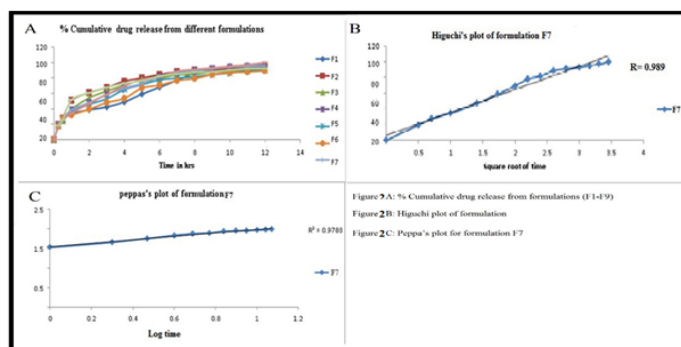 A
% Cumulative drug release from different formulations
120
100
80
60
40
20
0 2 4 6 8 10 12 14
Time in hrs
F1
F2
F3
F4
F5
F6
F7
B
Higuchi's plot of formulation F7
120
100
80
60
40
20
0.5 1 1.5 2 2.5 3 3.5 4
Square root of time
R= 0.989
F7
C
peppas's plot of formulation F7
2.5
1.5
0.5
0 0.2 0.4 0.6 0.8 1 1.2
Log time
R² = 0.9788
F7
Figure 2A: % Cumulative drug release from formulations (F1-F9)
Figure 2B: Higuchi plot of formulation
Figure 2C: Peppa's plot for formulation F7